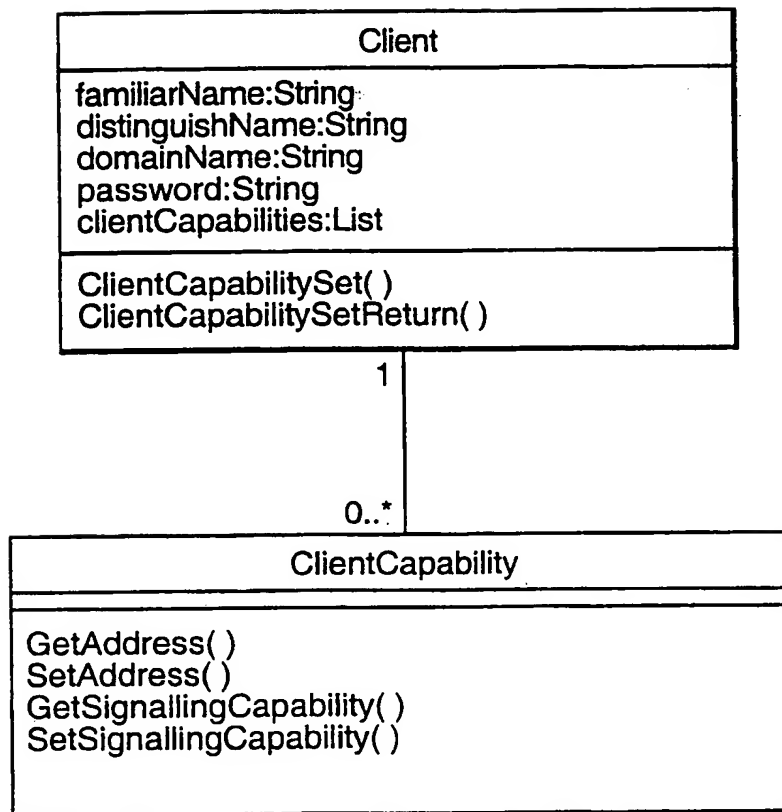 Client
familiarName:String
distinguishName:String
domainName:String
password:String
clientCapabilities:List
ClientCapabilitySet( )
ClientCapabilitySetReturn( )
1
0..*
ClientCapability
GetAddress( )
SetAddress( )
GetSignallingCapability( )
SetSignallingCapability( )